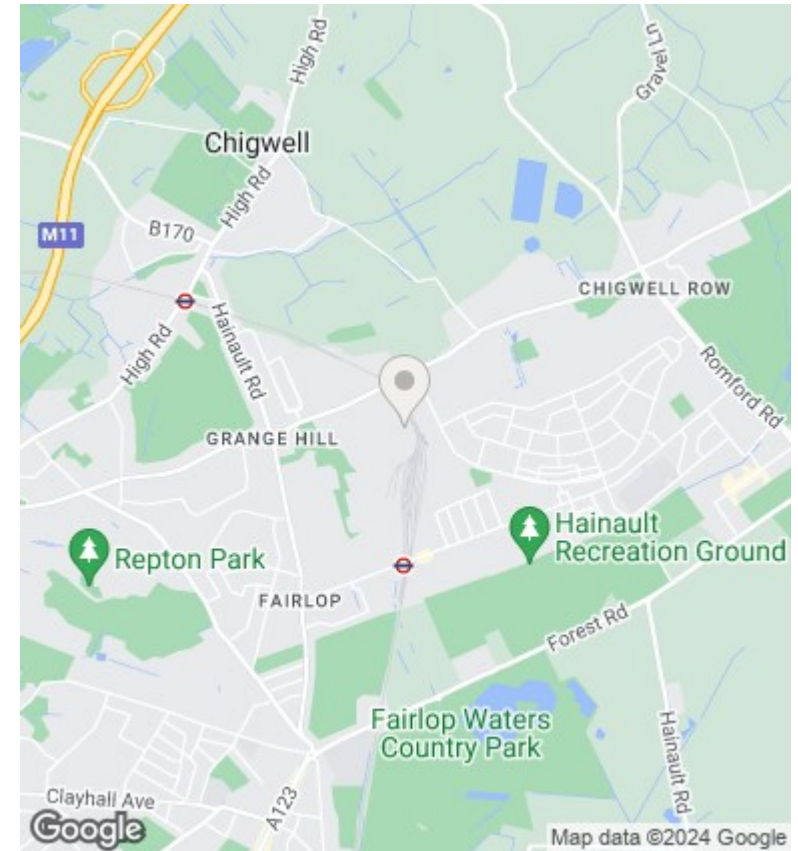 High Rd
Gravel Ln
Chigwell
High Rd
M11
B170
CHIGWELL ROW
High Rd
Hainault Rd
Romford Rd
GRANGE HILL
Hainault
Recreation Ground
Repton Park
FAIRLOP
Forest Rd
Hainault Rd
Fairlop Waters
Country Park
Clayhall Ave
A123
Google
Map data ©2024 Google